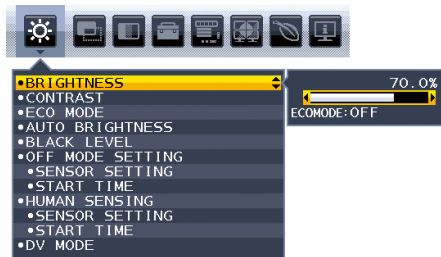 •BRIGHTNESS
•CONTRAST
•ECO MODE
•AUTO BRIGHTNESS
•BLACK LEVEL
•OFF MODE SETTING
•SENSOR SETTING
•START TIME
•HUMAN SENSING
•SENSOR SETTING
•START TIME
•DV MODE
70.0%
ECOMODE:OFF